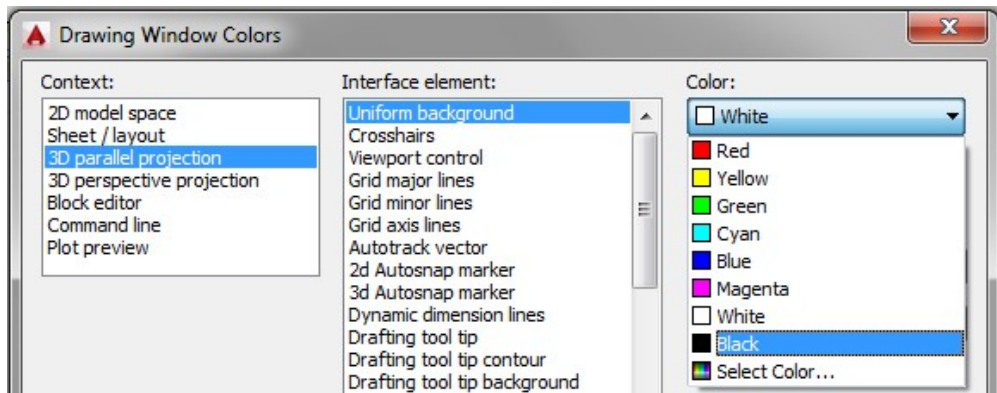 Drawing Window Colors
Context:
2D model space
Sheet / layout
3D parallel projection
3D perspective projection
Block editor
Command line
Plot preview
Interface element:
Uniform background
Crosshairs
Viewport control
Grid major lines
Grid minor lines
Grid axis lines
Autotrack vector
2d Autosnap marker
3d Autosnap marker
Dynamic dimension lines
Drafting tool tip
Drafting tool tip contour
Drafting tool tip background
Color:
White
Red
Yellow
Green
Cyan
Blue
Magenta
White
Black
Select Color...